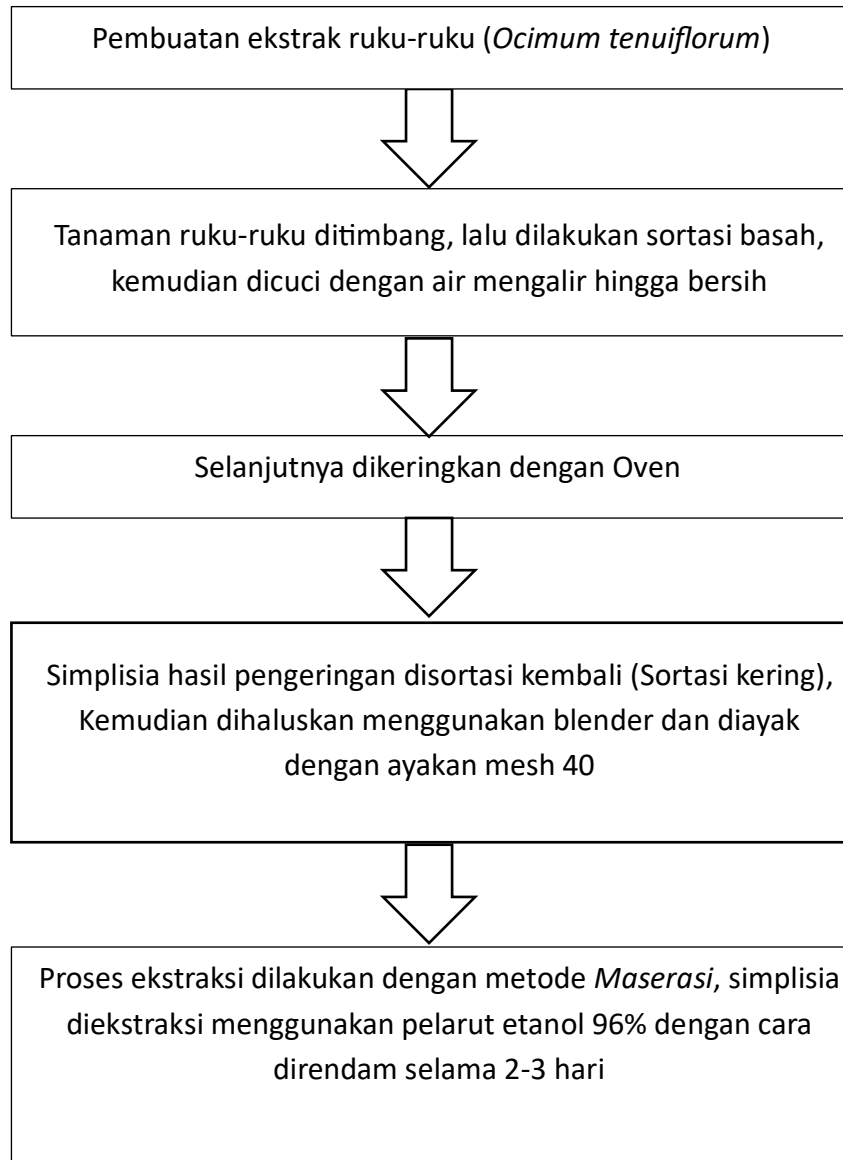 Pembuatan ekstrak ruku-ruku (Ocimum tenuiflorum)
Tanaman ruku-ruku ditimbang, lalu dilakukan sortasi basah,
kemudian dicuci dengan air mengalir hingga bersih
Selanjutnya dikeringkan dengan Oven
Simplisia hasil pengeringan disortasi kembali (Sortasi kering),
Kemudian dihaluskan menggunakan blender dan diayak
dengan ayakan mesh 40
Proses ekstraksi dilakukan dengan metode Maserasi, simplisia
diekstraksi menggunakan pelarut etanol 96% dengan cara
direndam selama 2-3 hari